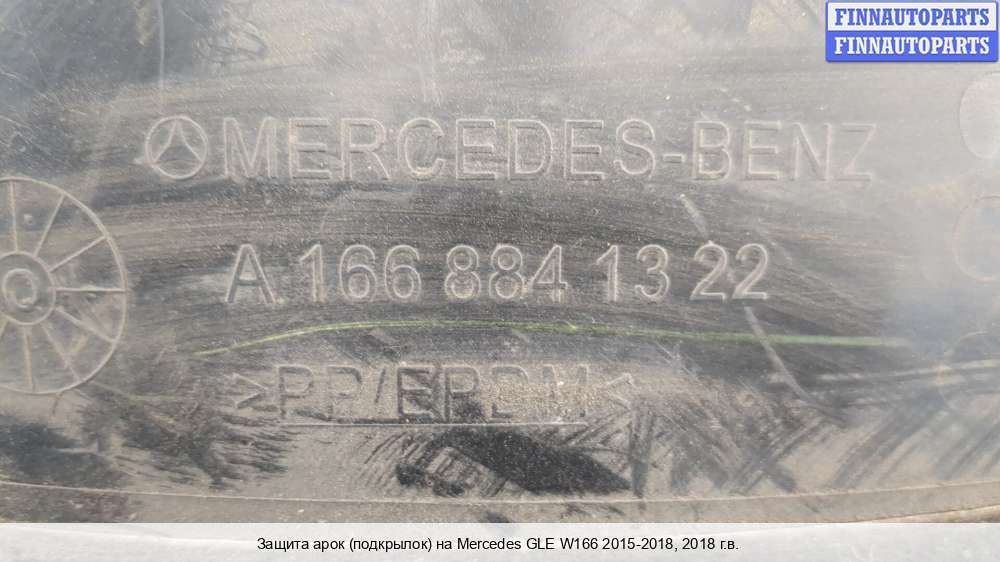 FINNAUTOPARTS
FINNAUTOPARTS
MERCEDES-BENZ
A 166 884 13 22
>PP/EPDM<
Защита арок (подкрылок) на Mercedes GLE W166 2015-2018, 2018 г.в.